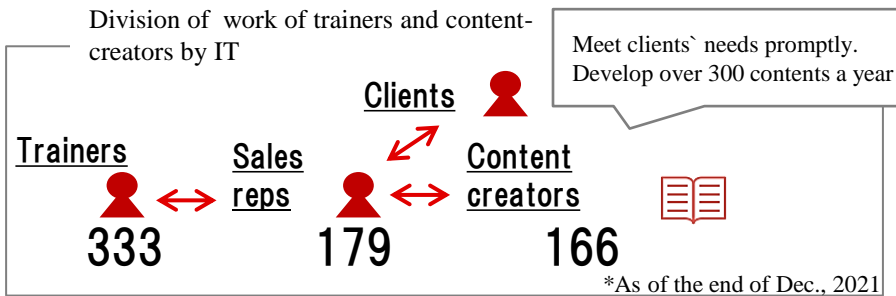 Division of work of trainers and content-
creators by IT
Meet clients` needs promptly.
Develop over 300 contents a year
Clients
Trainers
Sales
reps
Content
creators
333
179
166
*As of the end of Dec., 2021